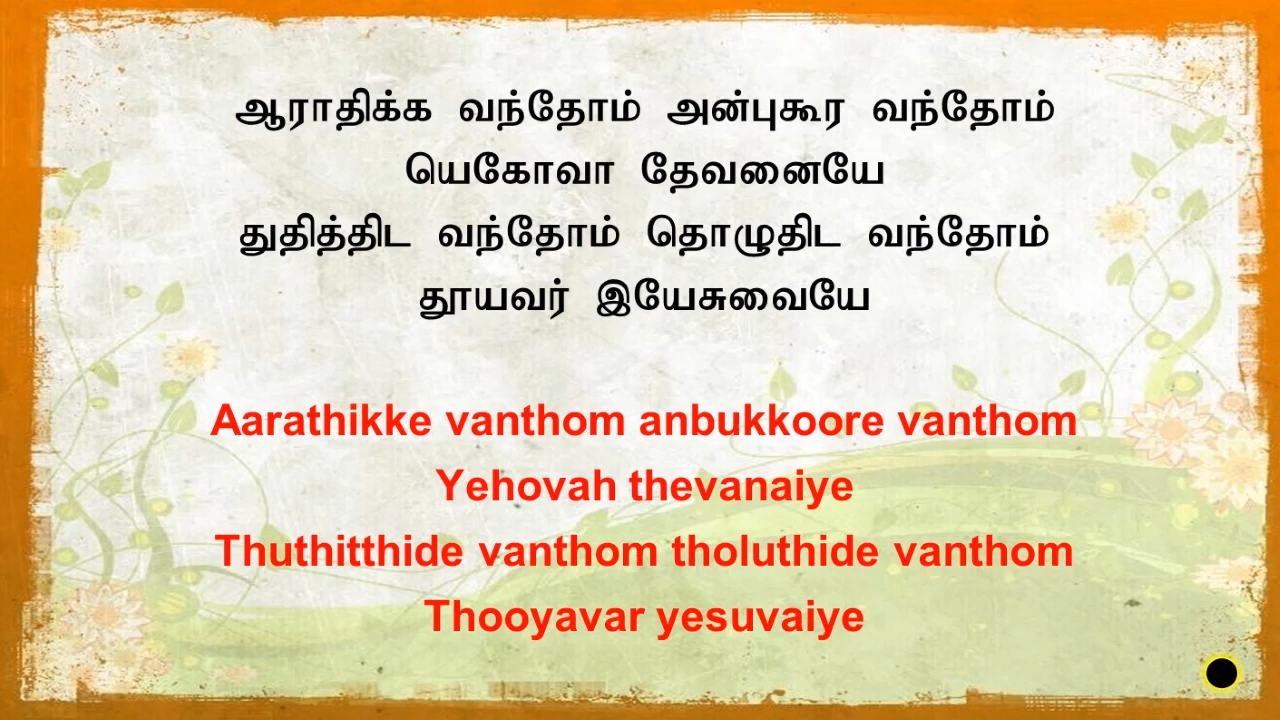 ஆராதிக்க வந்தோம் அன்புகூர வந்தோம்
யெகோவா தேவனையே
துதித்திட வந்தோம் தொழுதிட வந்தோம்
தூயவர் இயேசுவையே
Aarathikke vanthom anbukkoore vanthom
Yehovah thevanaiye
Thuthitthide vanthom tholuthide vanthom
Thooyavar yesuvaiye